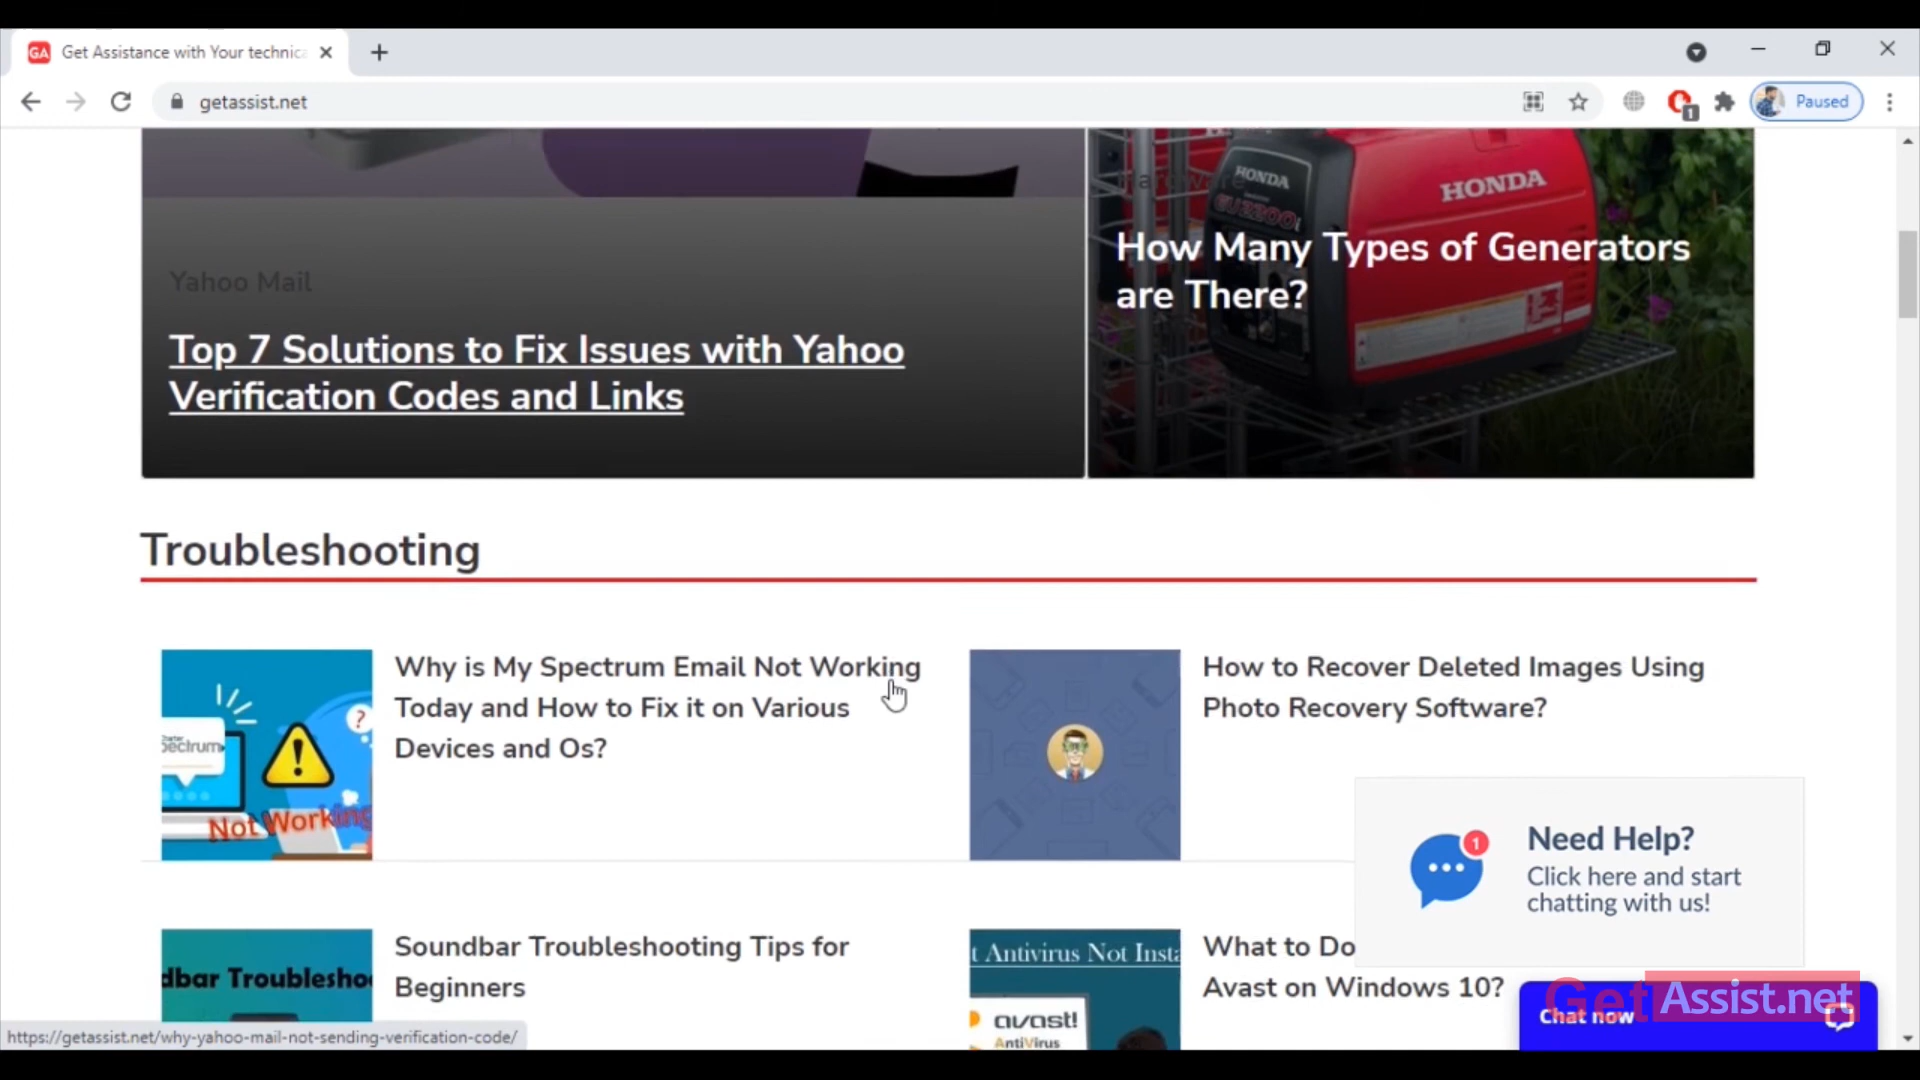 GA Get Assistance with Your technica
getassist.net
1
Paused
Yahoo Mail
Top 7 Solutions to Fix Issues with Yahoo
Verification Codes and Links
Hardware
HONDA
HONDA
How Many Types of Generators
are There?
Troubleshooting
Why is My Spectrum Email Not Working
Today and How to Fix it on Various
Devices and Os?
?
Not Working
How to Recover Deleted Images Using
Photo Recovery Software?
1
Need Help?
Click here and start
chatting with us!
dbar Troublesho
Soundbar Troubleshooting Tips for
Beginners
t Antivirus Not Insta
avast!
AntiVirus
What to Do
Avast on Windows 10?
GetAssist.net
Chat now
https://getassist.net/why-yahoo-mail-not-sending-verification-code/